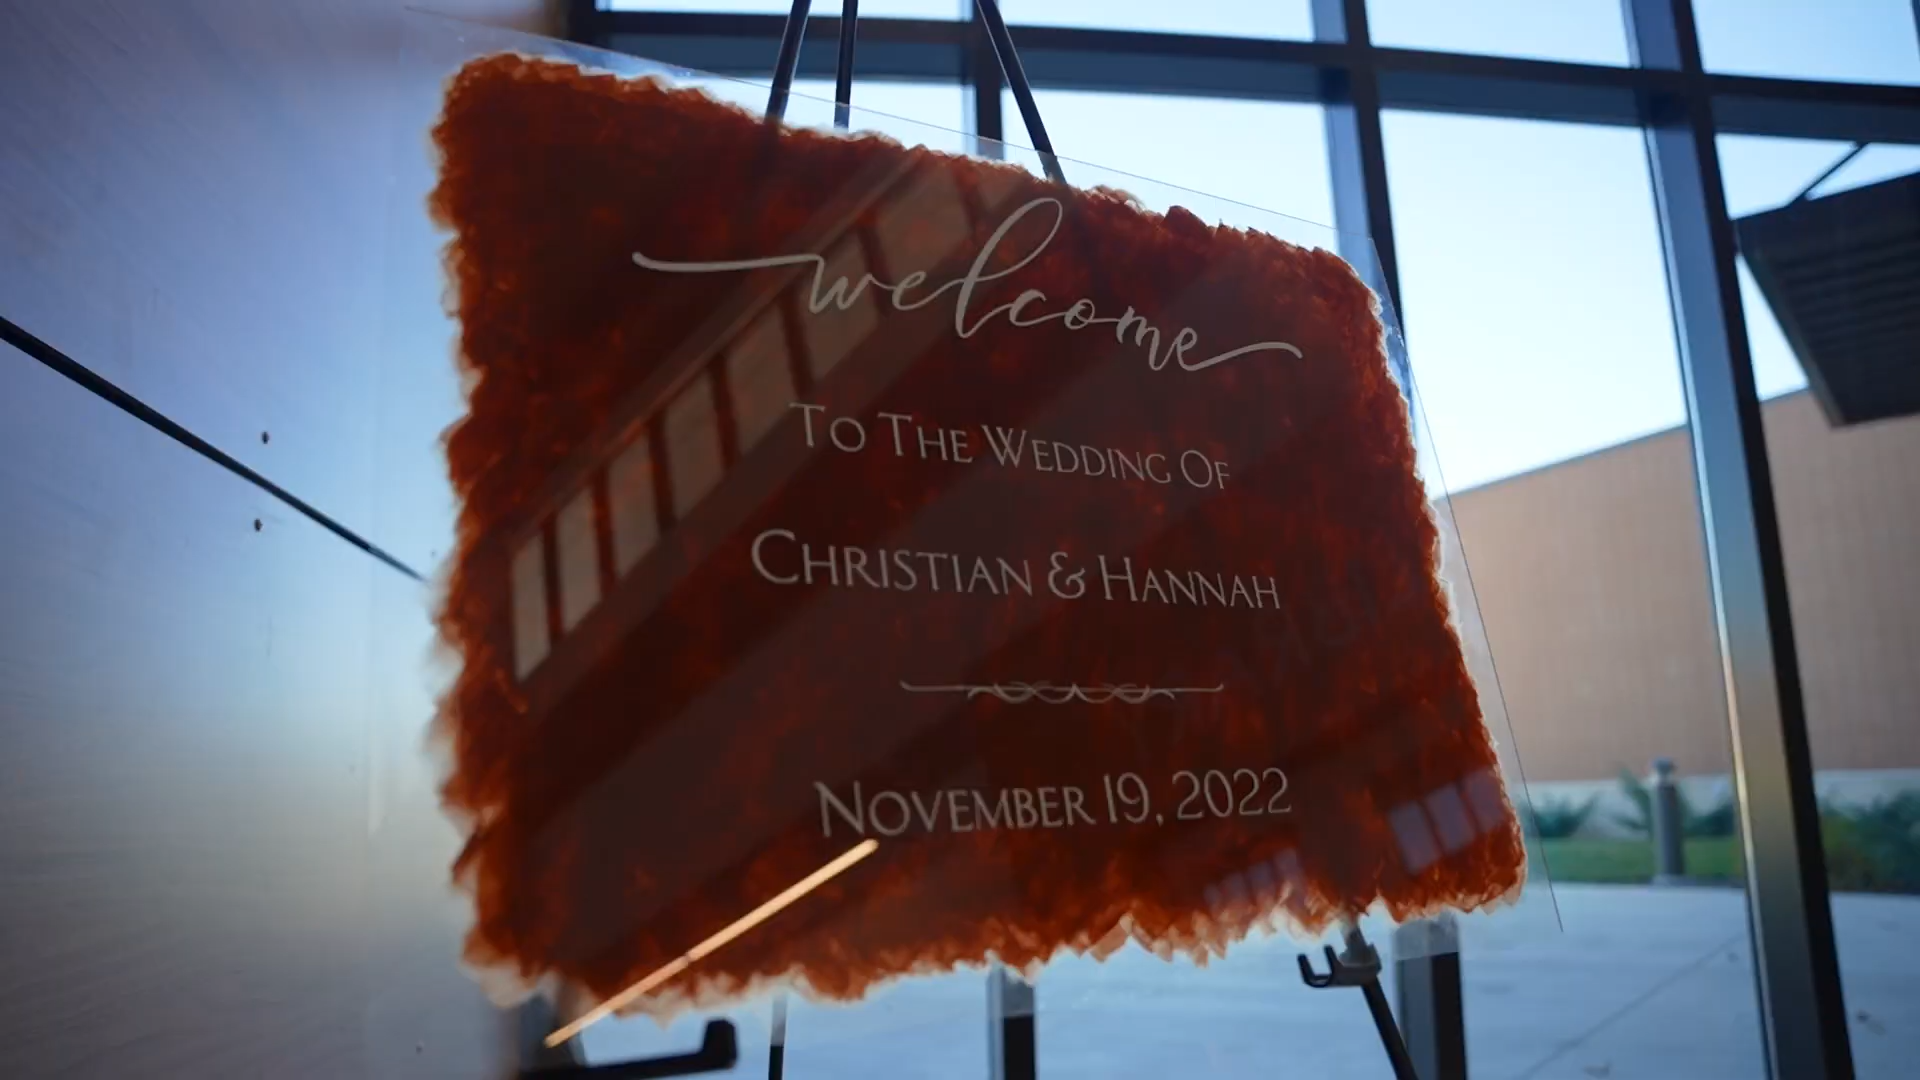 welcome
To The Wedding Of
Christian & Hannah
November 19, 2022